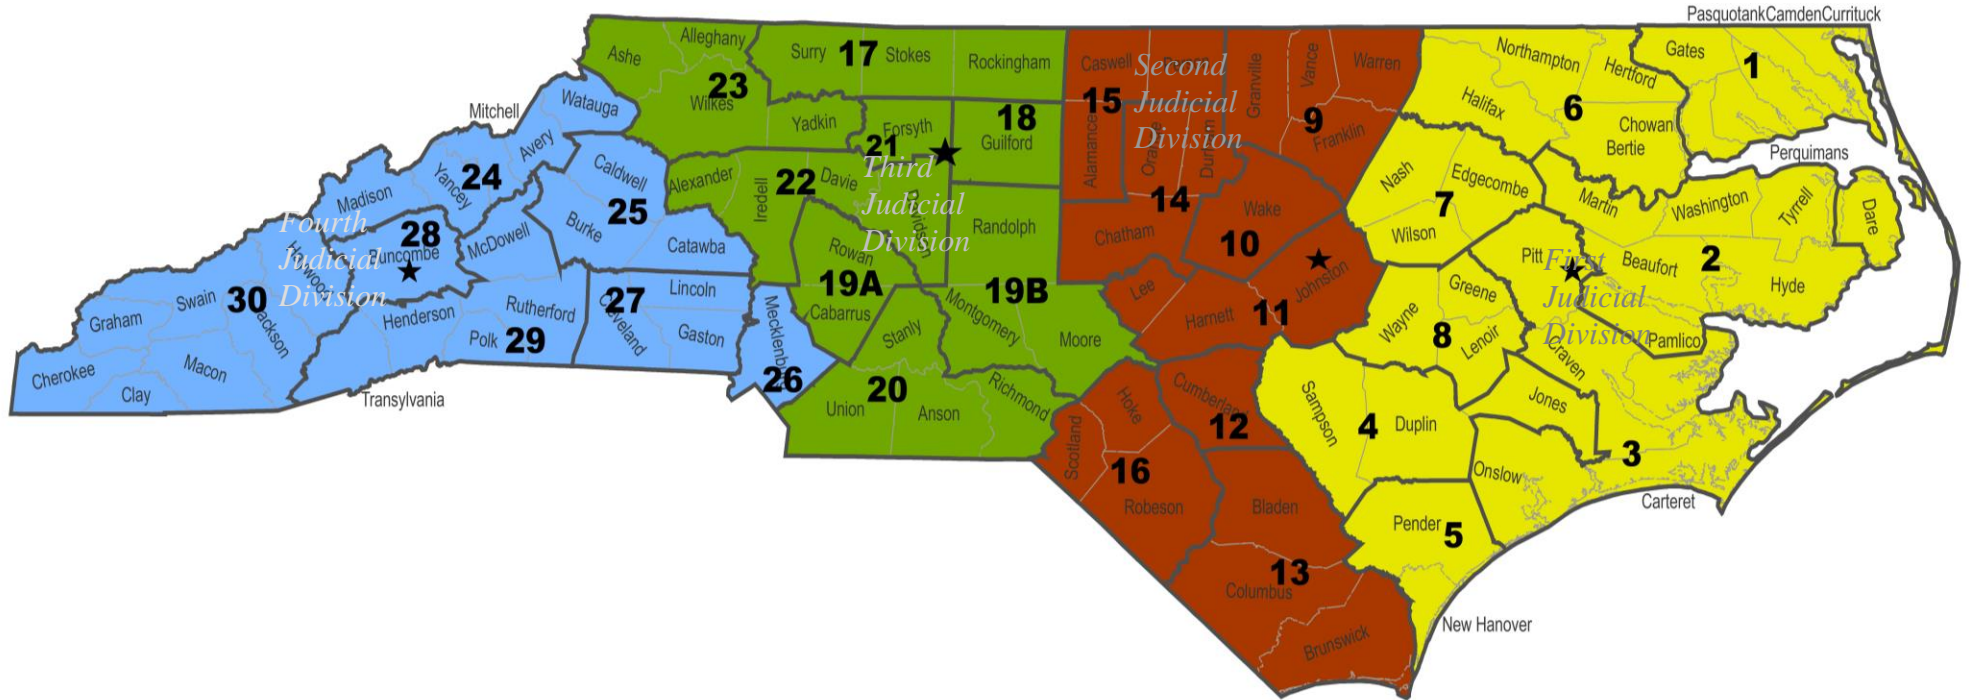 PasquotankCamdenCurrituck
Alleghany
Ashe
23
Wilkes
Surry
17
Stokes
Rockingham
Yadkin
Forsyth
21
18
Guilford
Caswell
15
Alamance
Second
Judicial
Division
Orange
Durham
Granville
Vance
Warren
9
Franklin
Northampton
Hertford
Gates
1
Halifax
6
Chowan
Bertie
Perquimans
Mitchell
Watauga
Avery
Yancey
24
Madison
Caldwell
25
Burke
Catawba
McDowell
Alexander
Iredell
22
Davie
Third
Judicial
Division
Davidson
Randolph
Rowan
19A
Cabarrus
19B
Montgomery
Moore
14
Chatham
Wake
10
Johnston
11
Lee
Harnett
Nash
Edgecombe
7
Wilson
Martin
Washington
Tyrrell
Dare
2
Beaufort
Hyde
Pitt
First
Judicial
Division
Pamlico
Craven
Greene
Wayne
8
Lenoir
Jones
Fourth
Judicial
Division
28
Buncombe
Haywood
Swain
30
Jackson
Graham
Cherokee
Clay
Macon
Henderson
Rutherford
Polk
29
Transylvania
27
Cleveland
Lincoln
Gaston
26
Stanly
20
Union
Anson
Richmond
Scotland
Hoke
16
Robeson
Cumberland
12
Bladen
13
Columbus
Brunswick
Sampson
4
Duplin
Onslow
3
Carteret
Pender
5
New Hanover